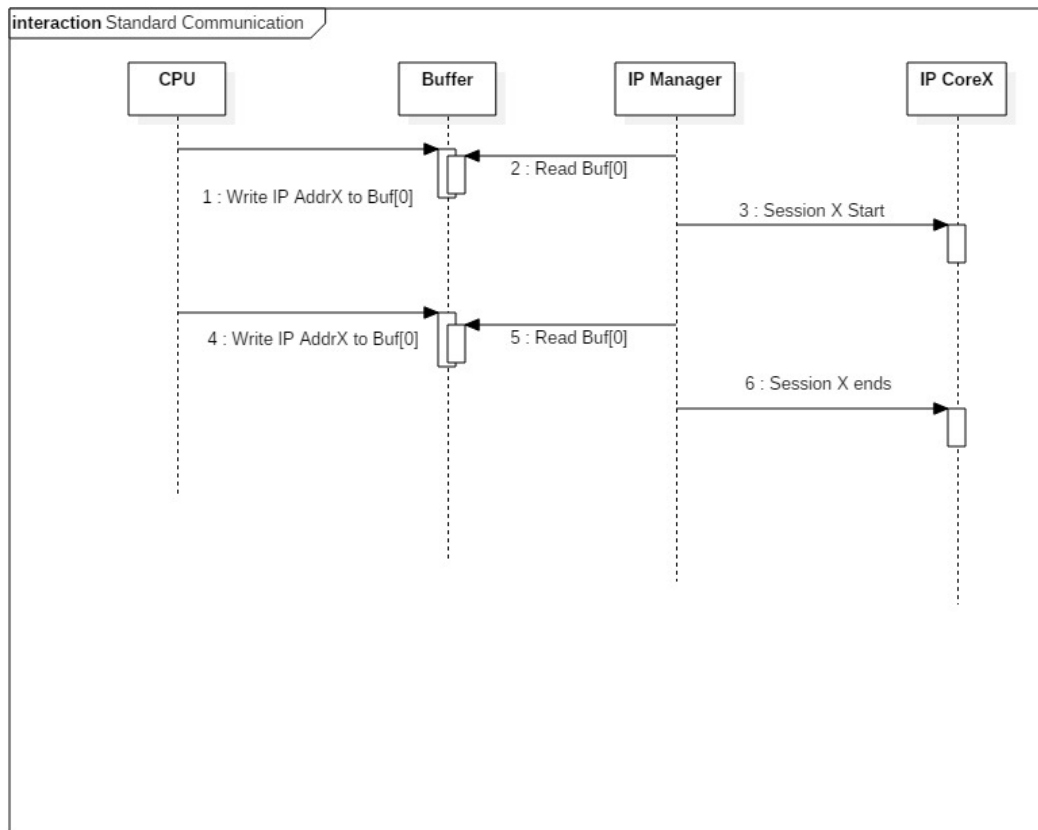 interaction Standard Communication
CPU
Buffer
IP Manager
IP CoreX
1 : Write IP AddrX to Buf[0]
2 : Read Buf[0]
3 : Session X Start
4 : Write IP AddrX to Buf[0]
5 : Read Buf[0]
6 : Session X ends